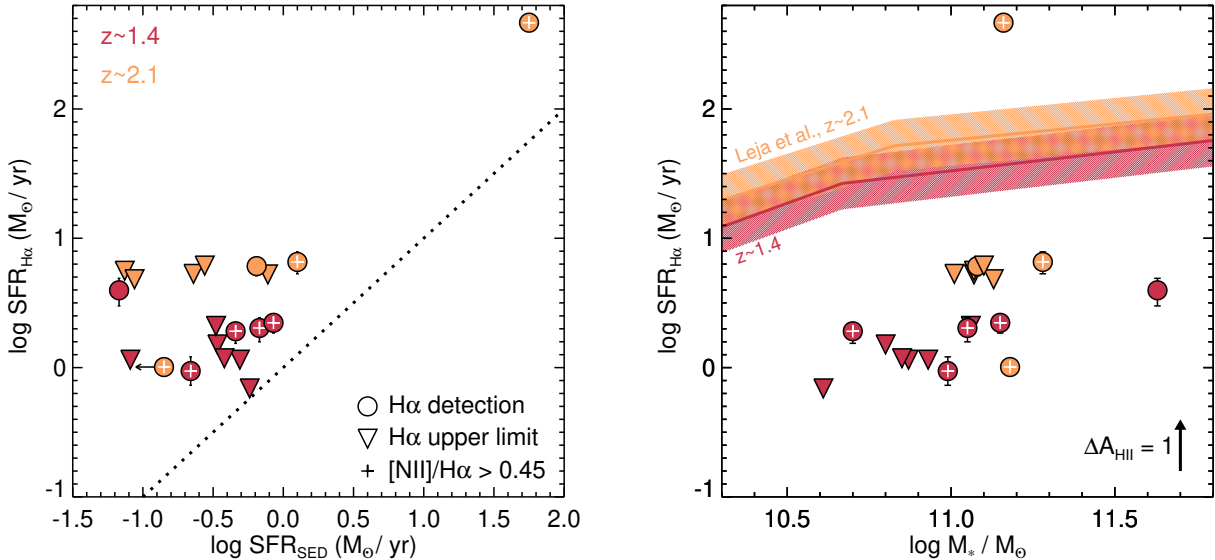 z~1.4
z~2.1
Hα detection
Hα upper limit
[NII]/Hα > 0.45
2
1
0
-1
log SFR_Hα (M_⊙/ yr)
-1.5 -1.0 -0.5 0.0 0.5 1.0 1.5 2.0
log SFR_SED (M_⊙/ yr)
Leja et al., z~2.1
z~1.4
ΔA_HII = 1
2
1
0
-1
log SFR_Hα (M_⊙/ yr)
10.5 11.0 11.5
log M_* / M_⊙